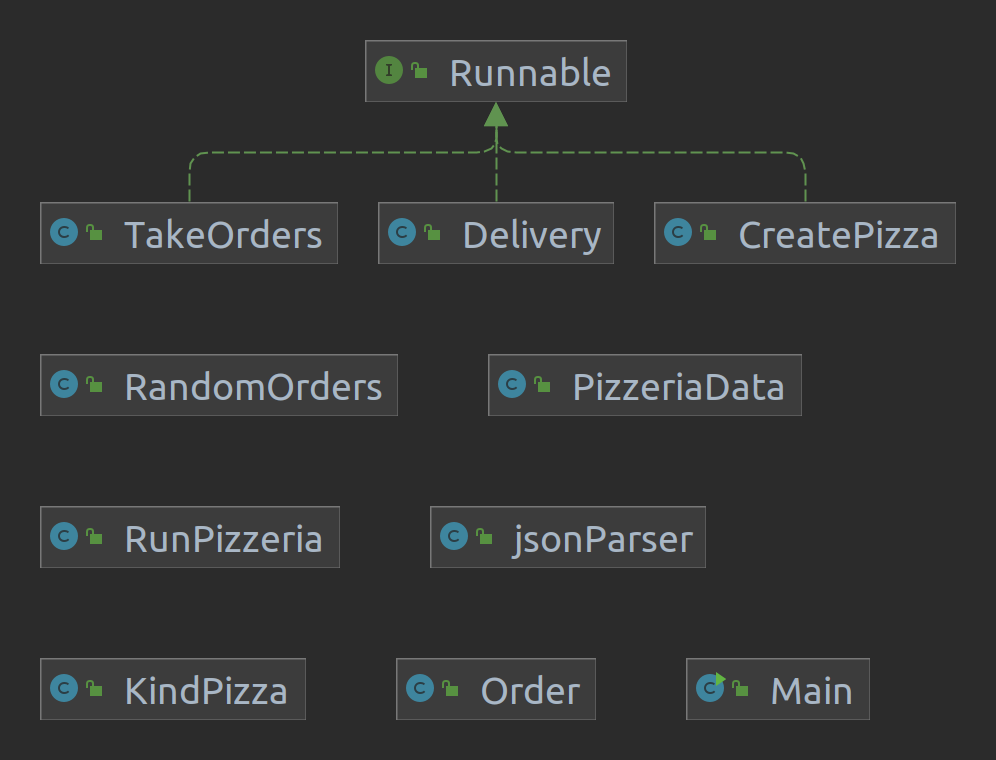 I Runnable
C TakeOrders C Delivery C CreatePizza
C RandomOrders C PizzeriaData
C RunPizzeria C jsonParser
C KindPizza C Order C Main